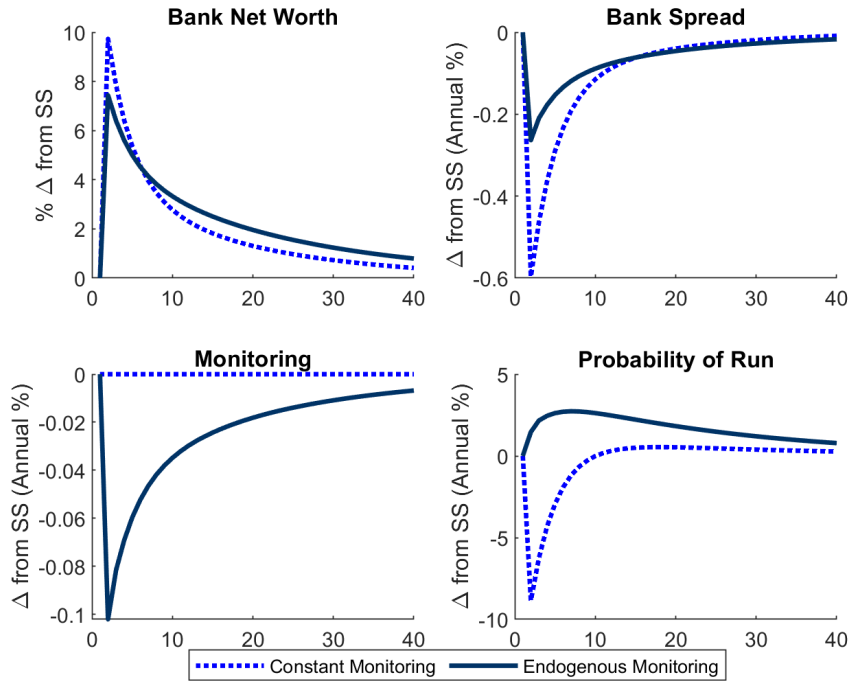 Bank Net Worth
% Δ from SS
10
8
6
4
2
0
0 10 20 30 40
Bank Spread
Δ from SS (Annual %)
0
-0.2
-0.4
-0.6
0 10 20 30 40
Monitoring
Δ from SS (Annual %)
0
-0.02
-0.04
-0.06
-0.08
-0.1
0 10 20 30 40
Probability of Run
Δ from SS (Annual %)
5
0
-5
-10
0 10 20 30 40
Constant Monitoring Endogenous Monitoring